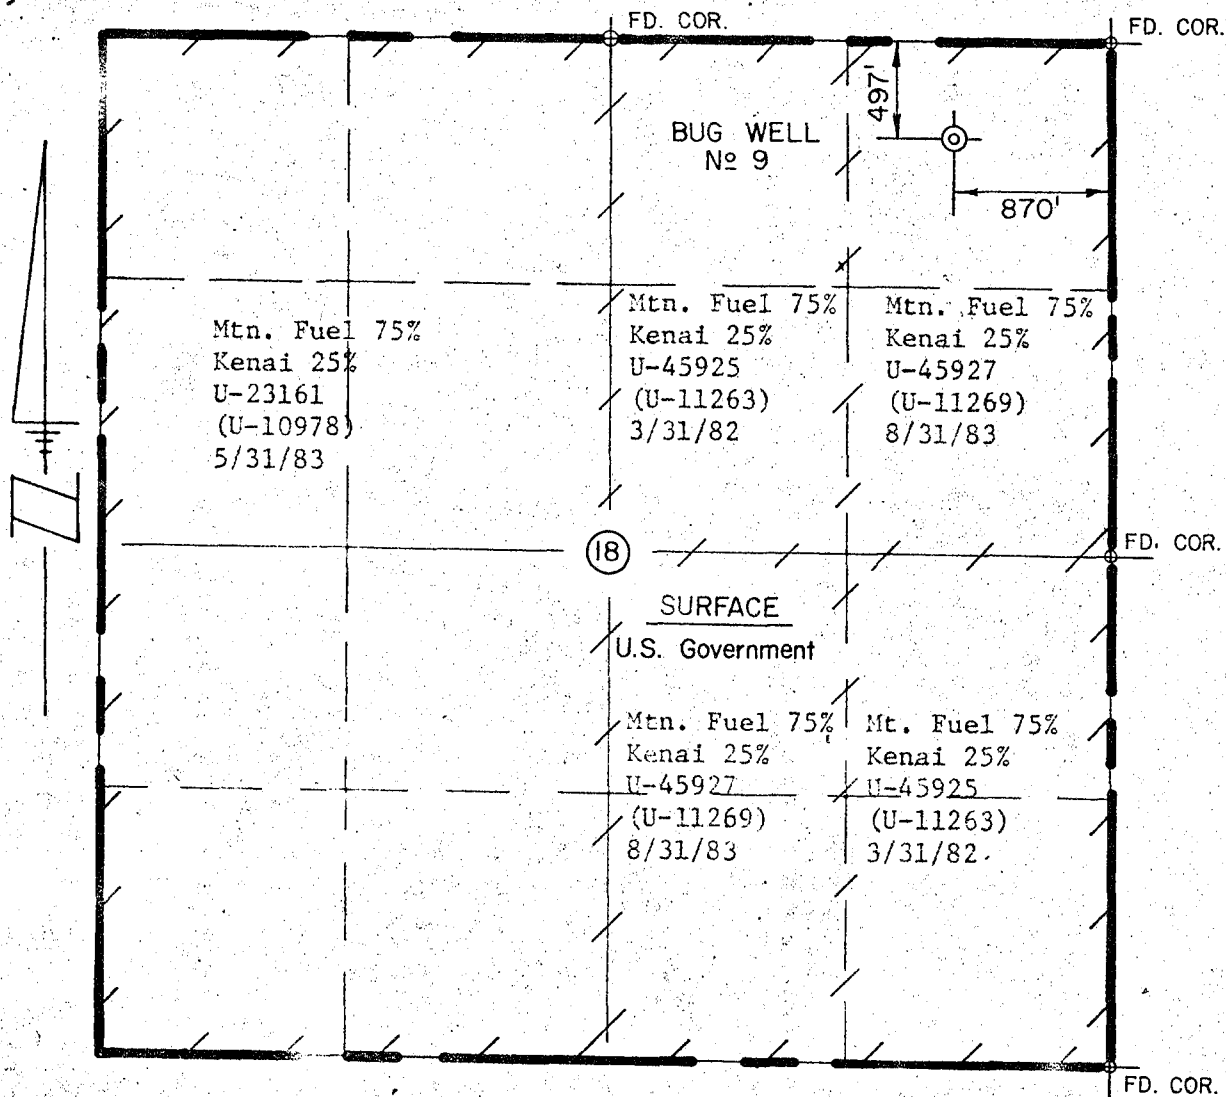 FD. COR.
FD. COR.
497'
BUG WELL
Nº 9
870'
Mtn. Fuel 75%
Kenai 25%
U-23161
(U-10978)
5/31/83
Mtn. Fuel 75%
Kenai 25%
U-45925
(U-11263)
3/31/82
Mtn. Fuel 75%
Kenai 25%
U-45927
(U-11269)
8/31/83
18
FD. COR.
SURFACE
U.S. Government
Mtn. Fuel 75%
Kenai 25%
U-45927
(U-11269)
8/31/83
Mt. Fuel 75%
Kenai 25%
U-45925
(U-11263)
3/31/82.
FD. COR.